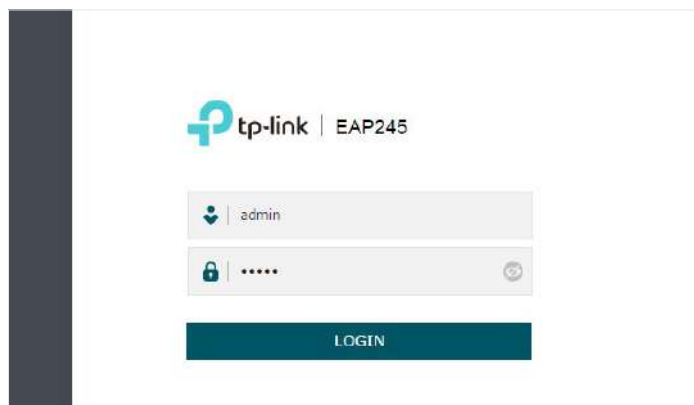 tp-link | EAP245
admin
•••••
LOGIN